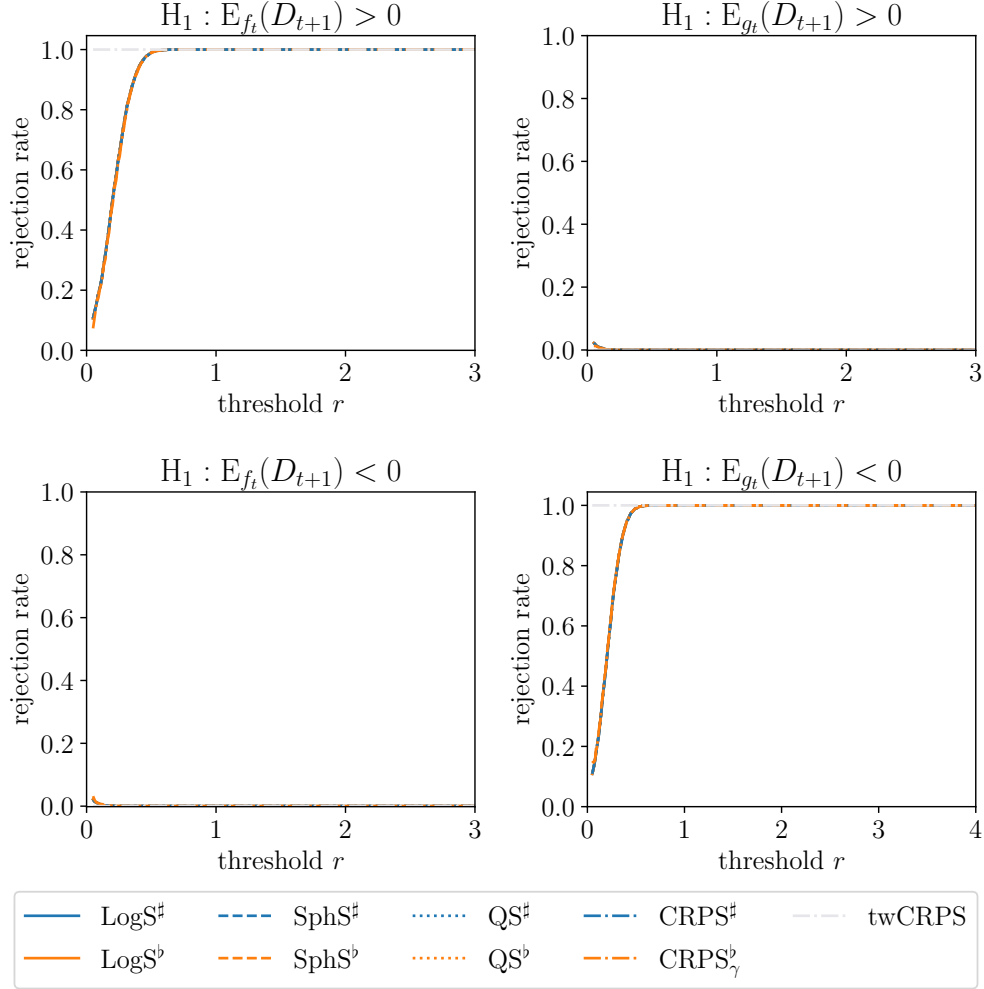 H₁ : E_{f_t}(D_{t+1}) > 0
rejection rate
1.0
0.8
0.6
0.4
0.2
0.0
0 1 2 3
threshold r
H₁ : E_{g_t}(D_{t+1}) > 0
rejection rate
1.0
0.8
0.6
0.4
0.2
0.0
0 1 2 3
threshold r
H₁ : E_{f_t}(D_{t+1}) < 0
rejection rate
1.0
0.8
0.6
0.4
0.2
0.0
0 1 2 3
threshold r
H₁ : E_{g_t}(D_{t+1}) < 0
rejection rate
1.0
0.8
0.6
0.4
0.2
0.0
0 1 2 3 4
threshold r
LogS♯ SphS♯ QS♯ CRPS♯ twCRPS
LogS♭ SphS♭ QS♭ CRPS♭_γ